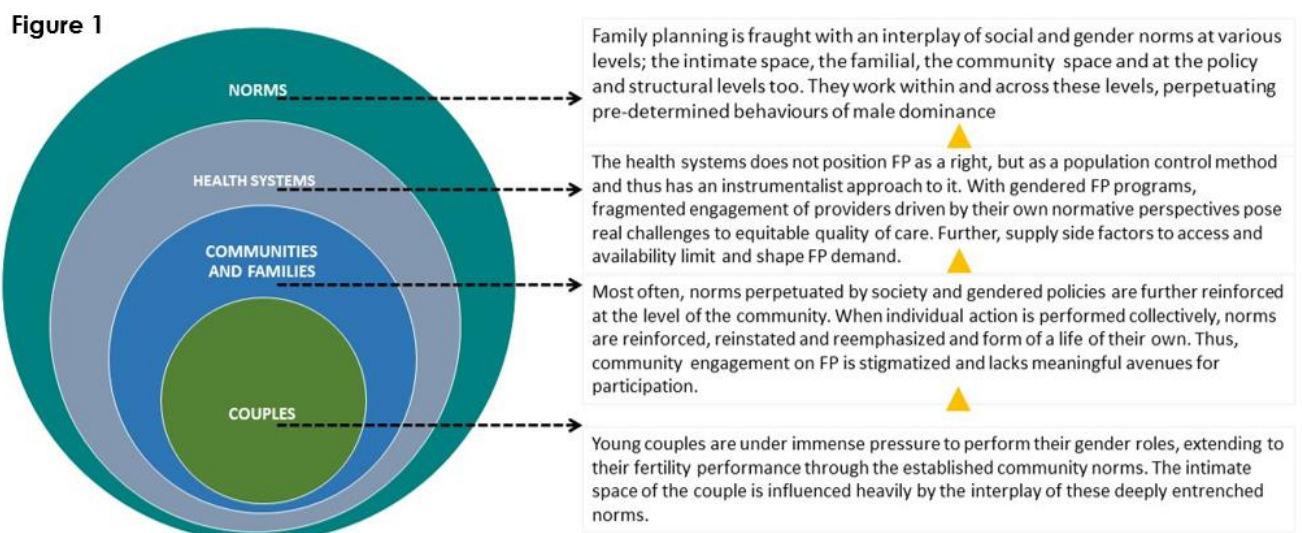 Figure 1
NORMS
HEALTH SYSTEMS
COMMUNITIES
AND FAMILIES
COUPLES
Family planning is fraught with an interplay of social and gender norms at various
levels; the intimate space, the familial, the community space and at the policy
and structural levels too. They work within and across these levels, perpetuating
pre-determined behaviours of male dominance
The health systems does not position FP as a right, but as a population control method
and thus has an instrumentalist approach to it. With gendered FP programs,
fragmented engagement of providers driven by their own normative perspectives pose
real challenges to equitable quality of care. Further, supply side factors to access and
availability limit and shape FP demand.
Most often, norms perpetuated by society and gendered policies are further reinforced
at the level of the community. When individual action is performed collectively, norms
are reinforced, reinstated and reemphasized and form of a life of their own. Thus,
community engagement on FP is stigmatized and lacks meaningful avenues for
participation.
Young couples are under immense pressure to perform their gender roles, extending to
their fertility performance through the established community norms. The intimate
space of the couple is influenced heavily by the interplay of these deeply entrenched
norms.